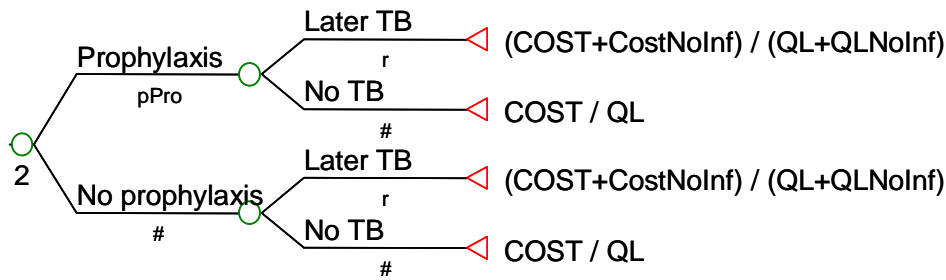 Later TB
(COST+CostNoInf) / (QL+QLNoInf)
Prophylaxis
r
pPro
No TB
COST / QL
#
2
Later TB
(COST+CostNoInf) / (QL+QLNoInf)
No prophylaxis
r
#
No TB
COST / QL
#